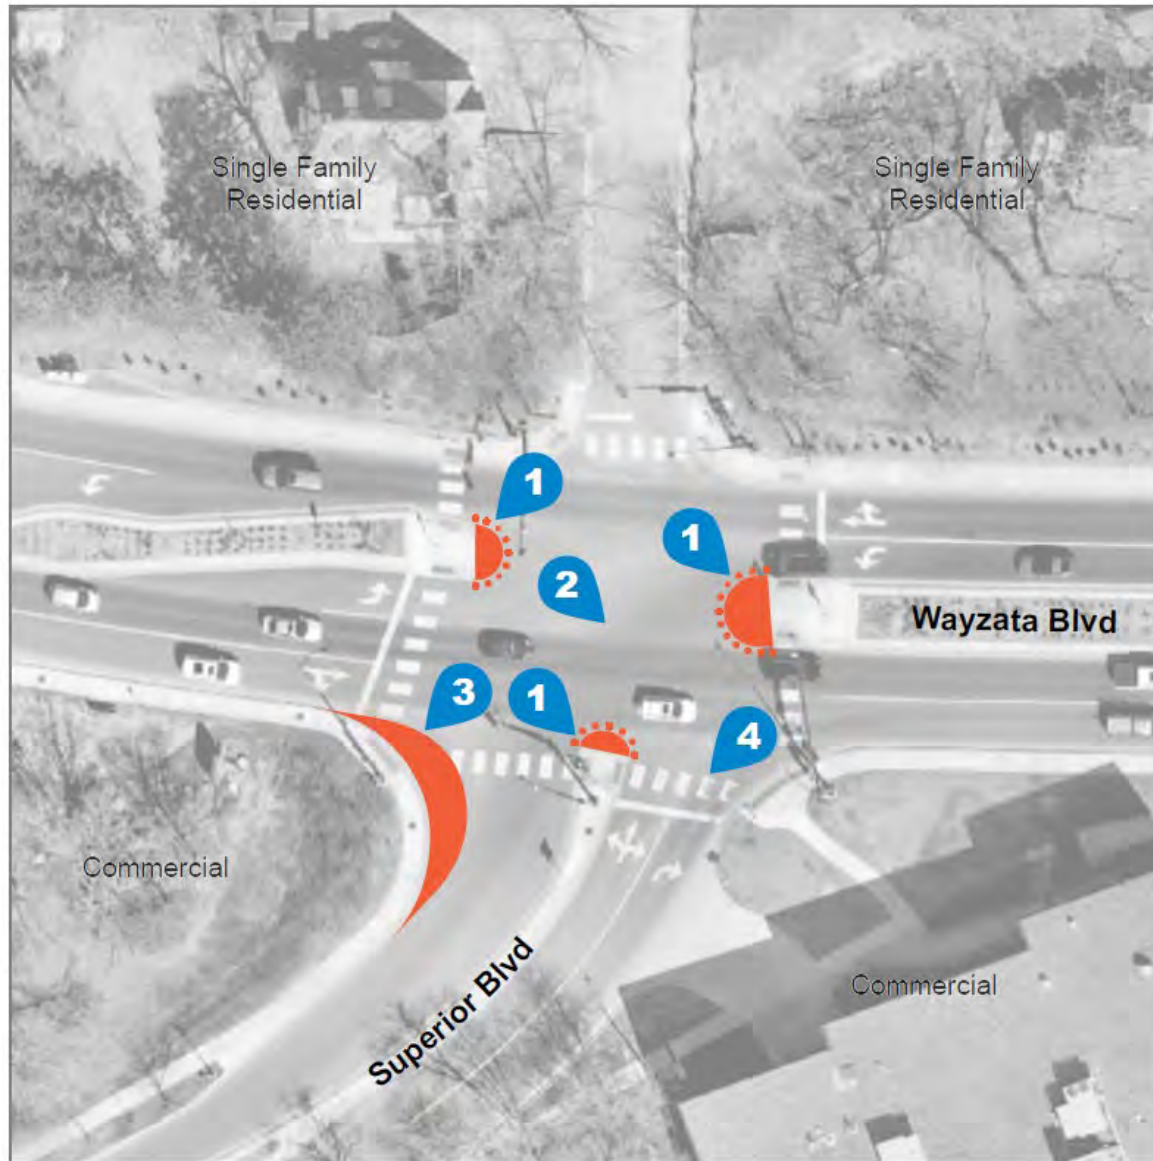 Single Family
Residential
Single Family
Residential
1
1
2
Wayzata Blvd
3
1
4
Commercial
Superior Blvd
Commercial